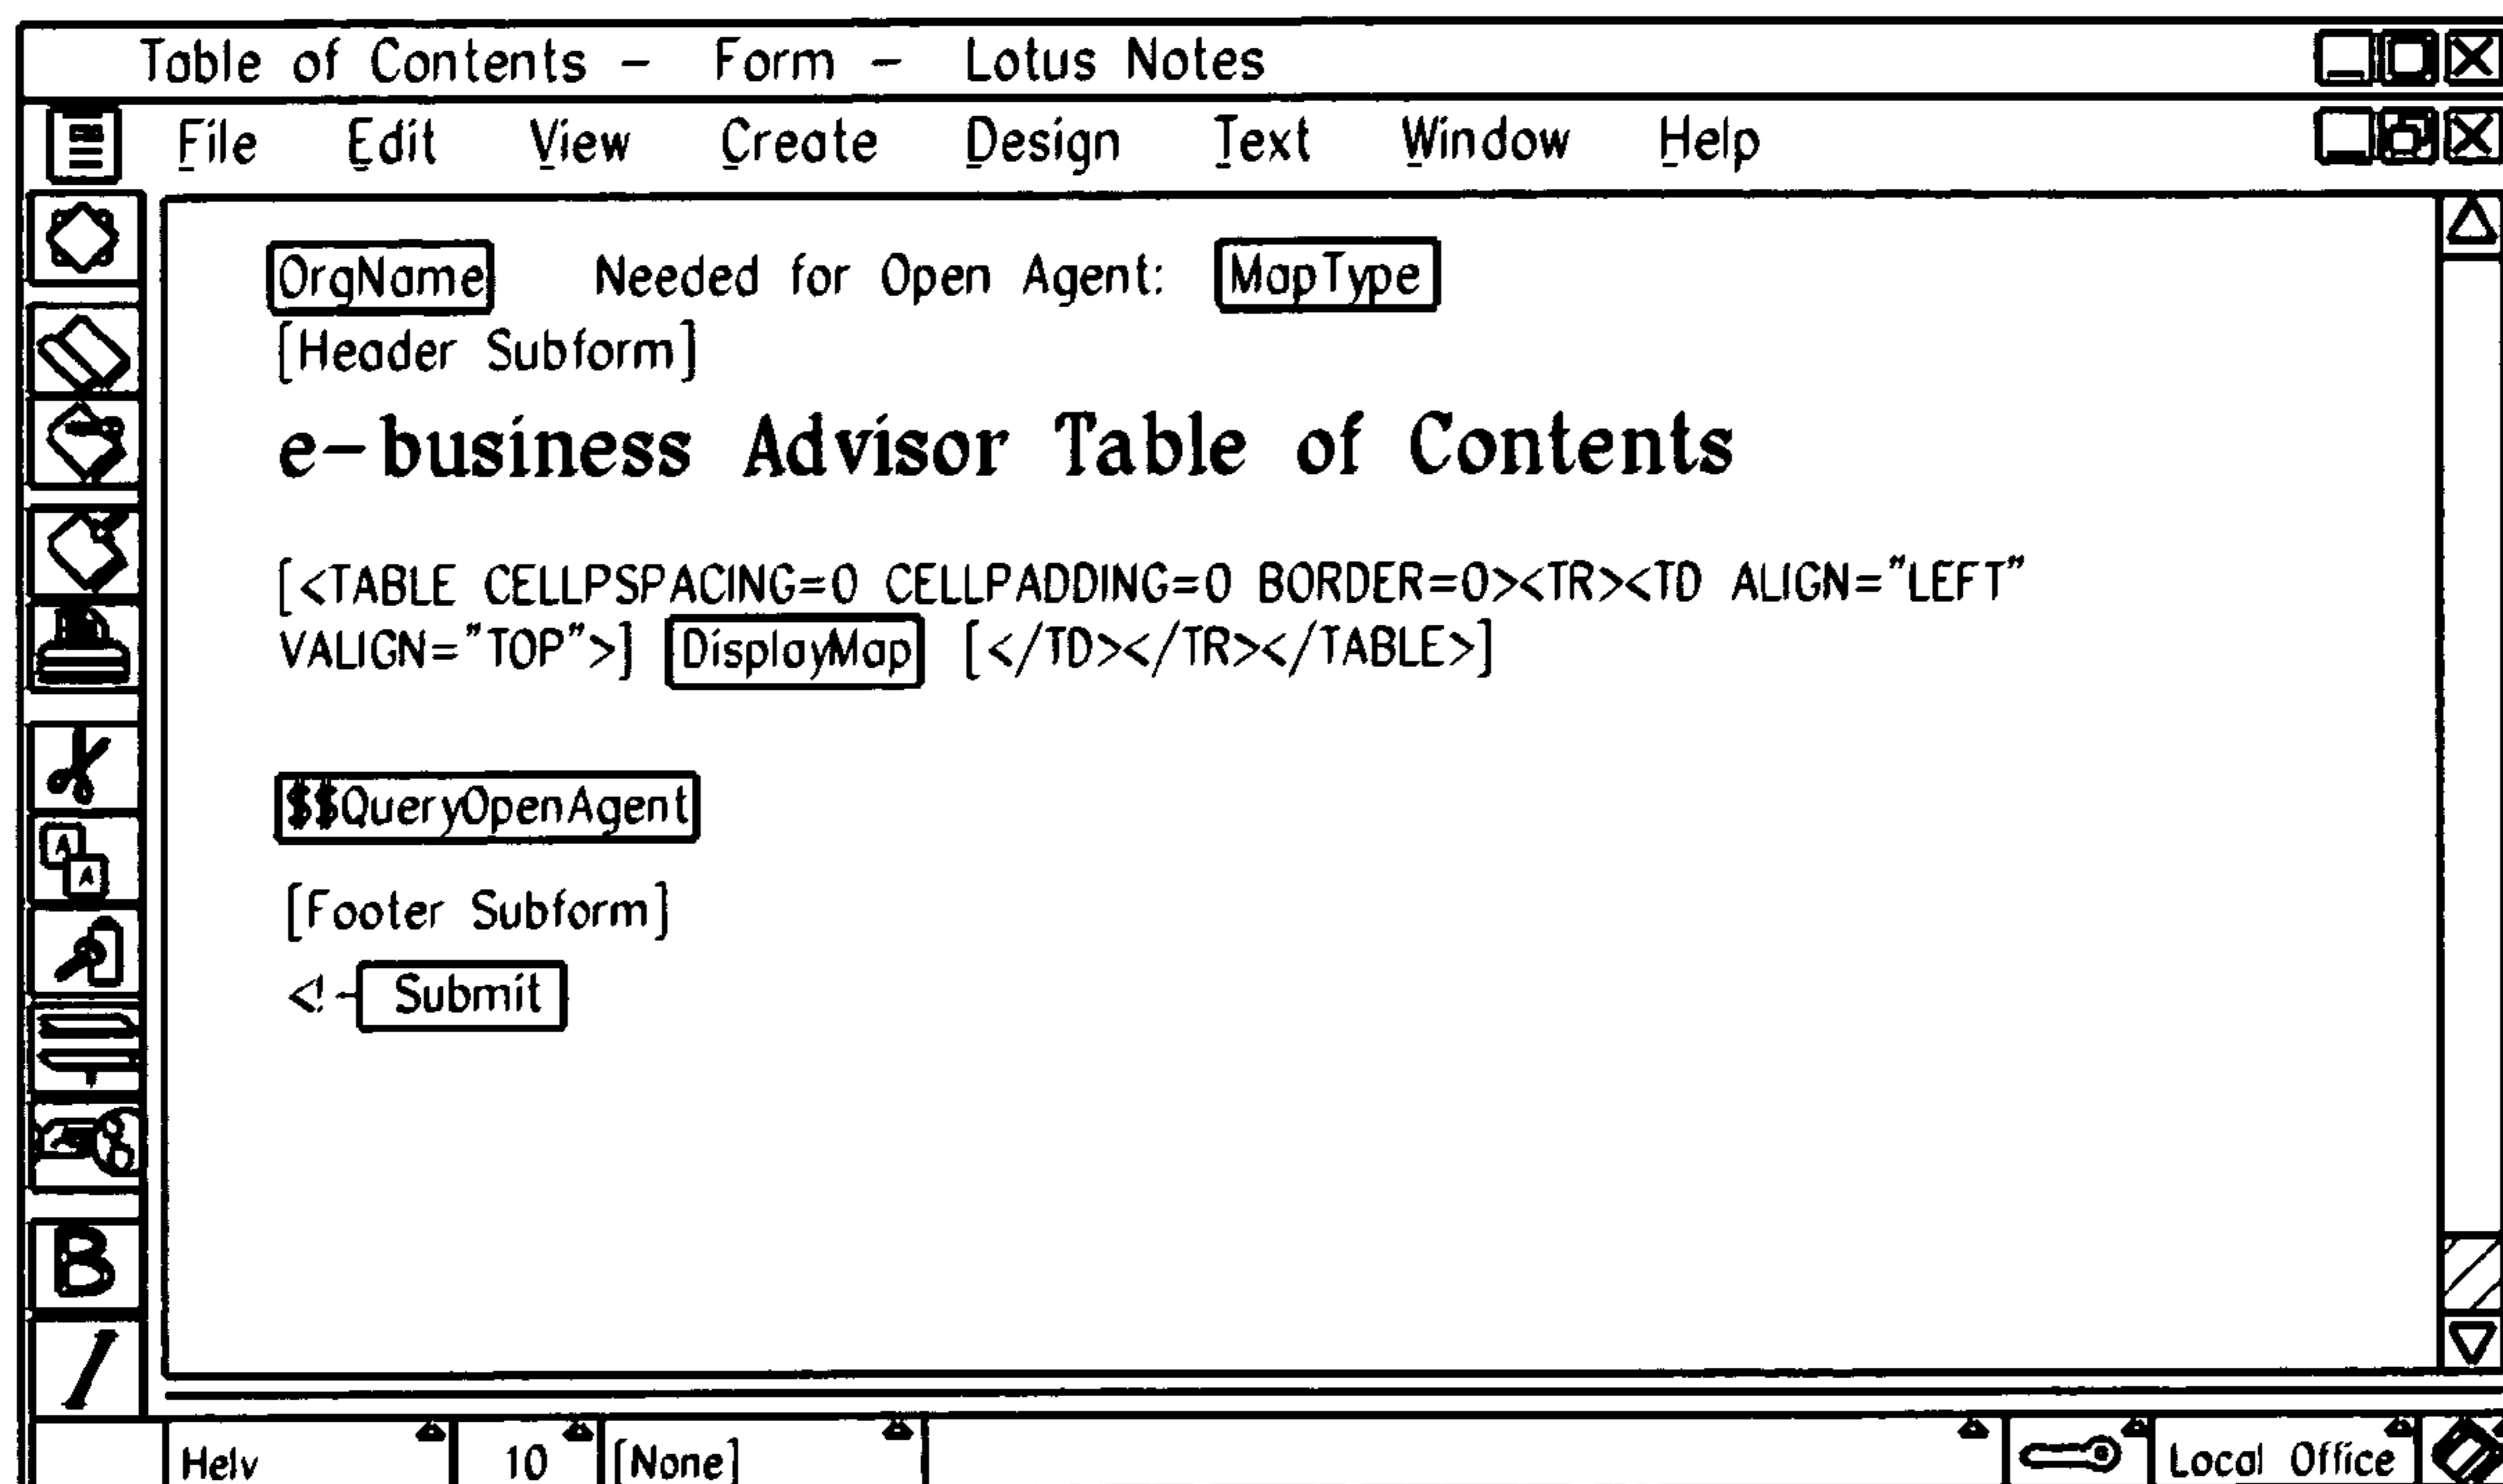 Table of Contents – Form – Lotus Notes
File Edit View Create Design Text Window Help
OrgName Needed for Open Agent: MapType
[Header Subform]
e-business Advisor Table of Contents
[<TABLE CELLPSPACING=0 CELLPADDING=0 BORDER=0><TR><TD ALIGN="LEFT"
VALIGN="TOP">] DisplayMap [</TD></TR></TABLE>]
$$QueryOpenAgent
[Footer Subform]
<!- Submit
B
I
Helv 10 [None] Local Office